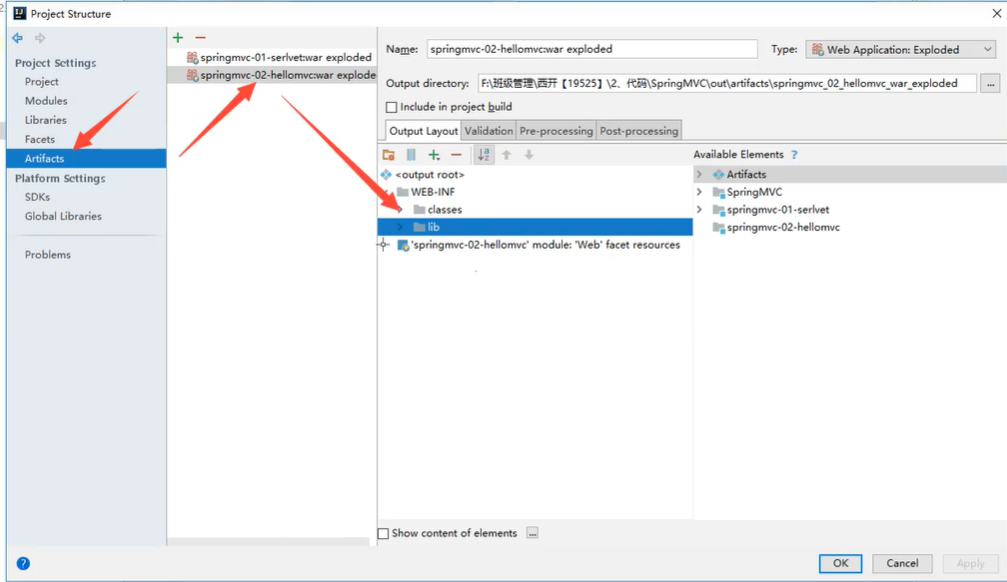 Project Structure
Project Settings
Project
Modules
Libraries
Facets
Artifacts
Platform Settings
SDKs
Global Libraries
Problems
springmvc-01-serlvet:war exploded
springmvc-02-hellomvc:war explode
Name: springmvc-02-hellomvc:war exploded Type: Web Application: Exploded
Output directory: F:\班级管理\西开【19525】\2、代码\SpringMVC\out\artifacts\springmvc_02_hellomvc_war_exploded ...
Include in project build
Output Layout Validation Pre-processing Post-processing
<output root>
WEB-INF
classes
lib
'springmvc-02-hellomvc' module: 'Web' facet resources
Available Elements ?
Artifacts
SpringMVC
springmvc-01-serlvet
springmvc-02-hellomvc
Show content of elements ...
? OK Cancel Apply